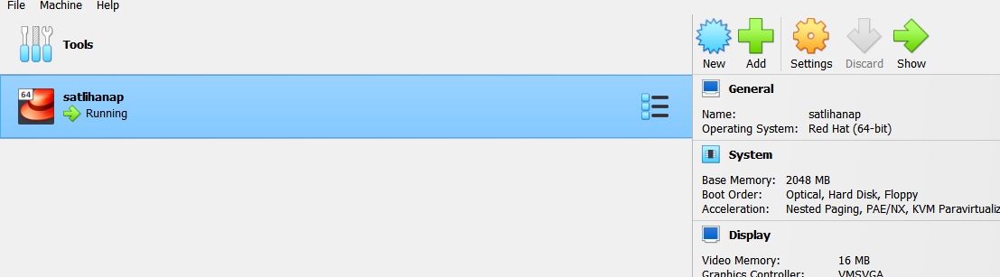 File Machine Help
Tools
64
satlihanap
Running
New Add Settings Discard Show
General
Name: satlihanap
Operating System: Red Hat (64-bit)
System
Base Memory: 2048 MB
Boot Order: Optical, Hard Disk, Floppy
Acceleration: Nested Paging, PAE/NX, KVM Paravirtualiz
Display
Video Memory: 16 MB
Graphics Controller: VMSVGA